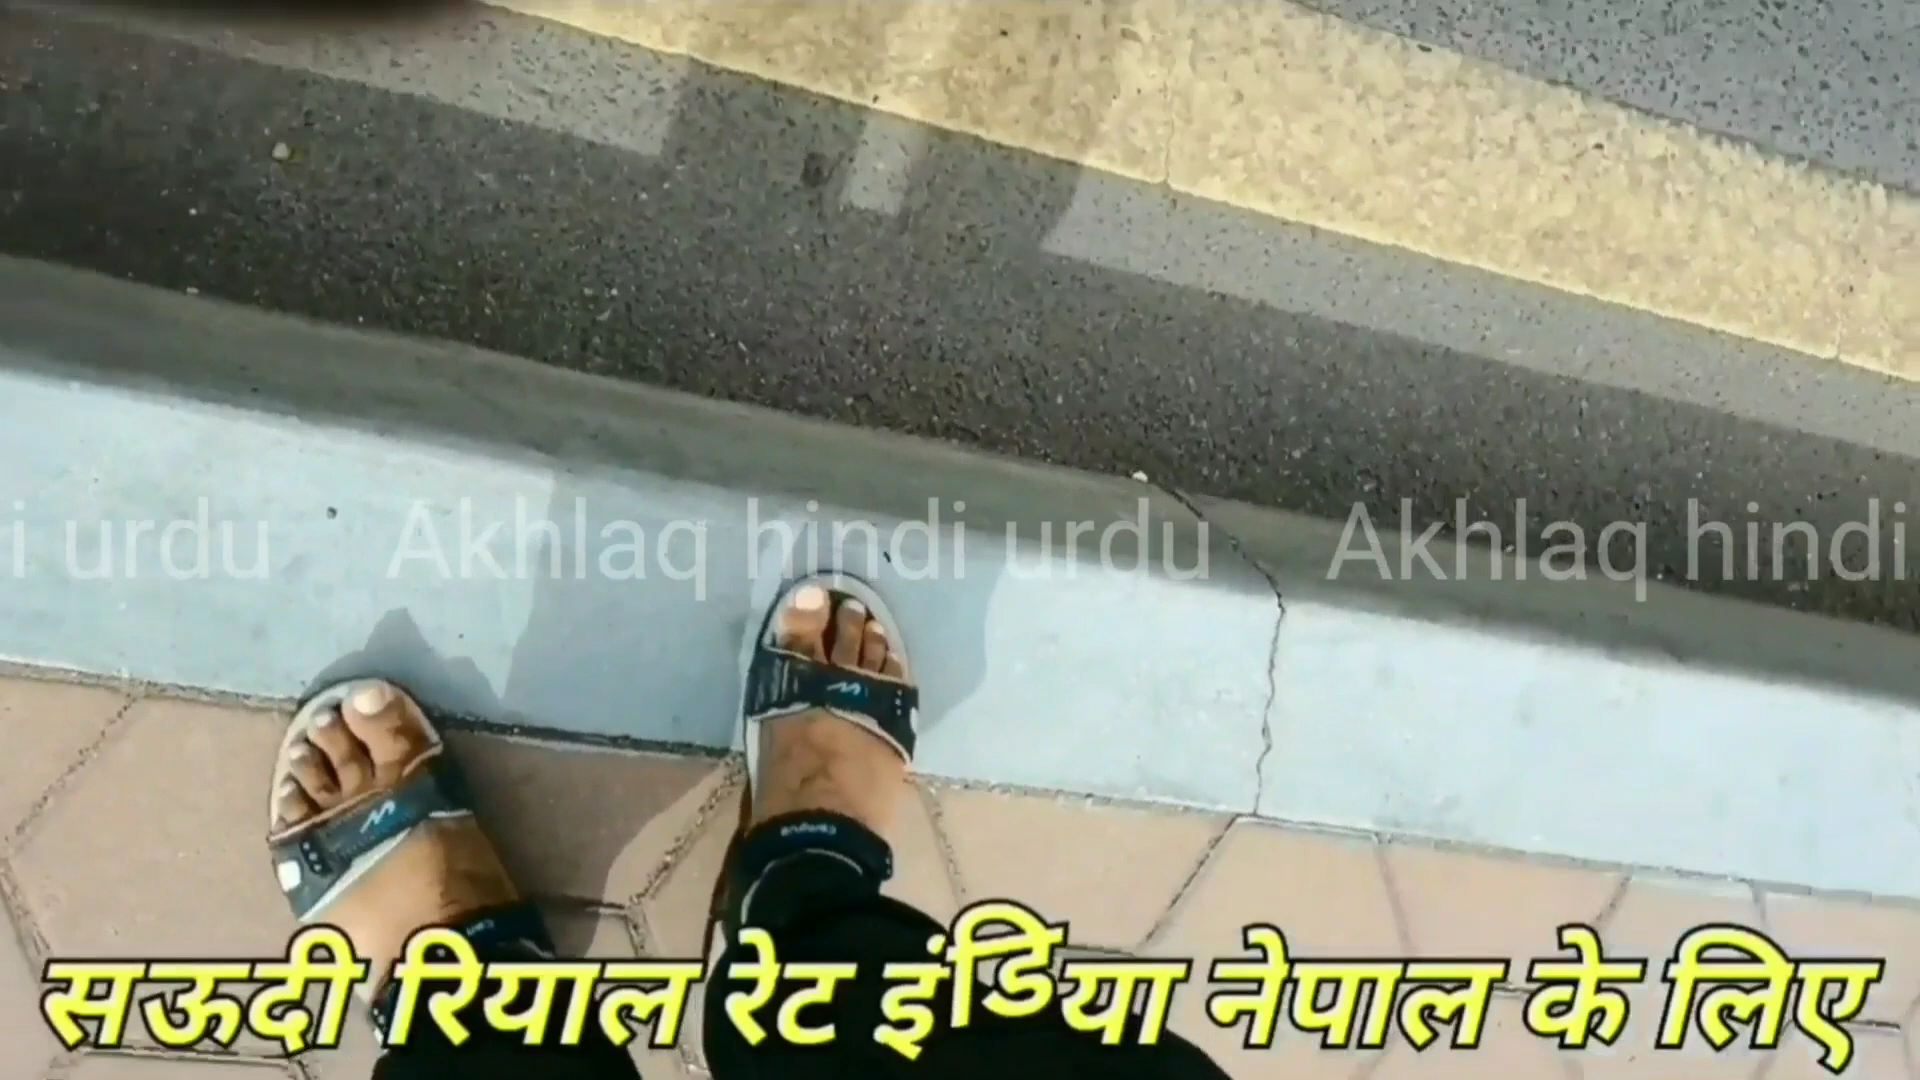 i urdu Akhlaq hindi urdu Akhlaq hindi
सऊदी रियाल रेट इंडिया नेपाल के लिए